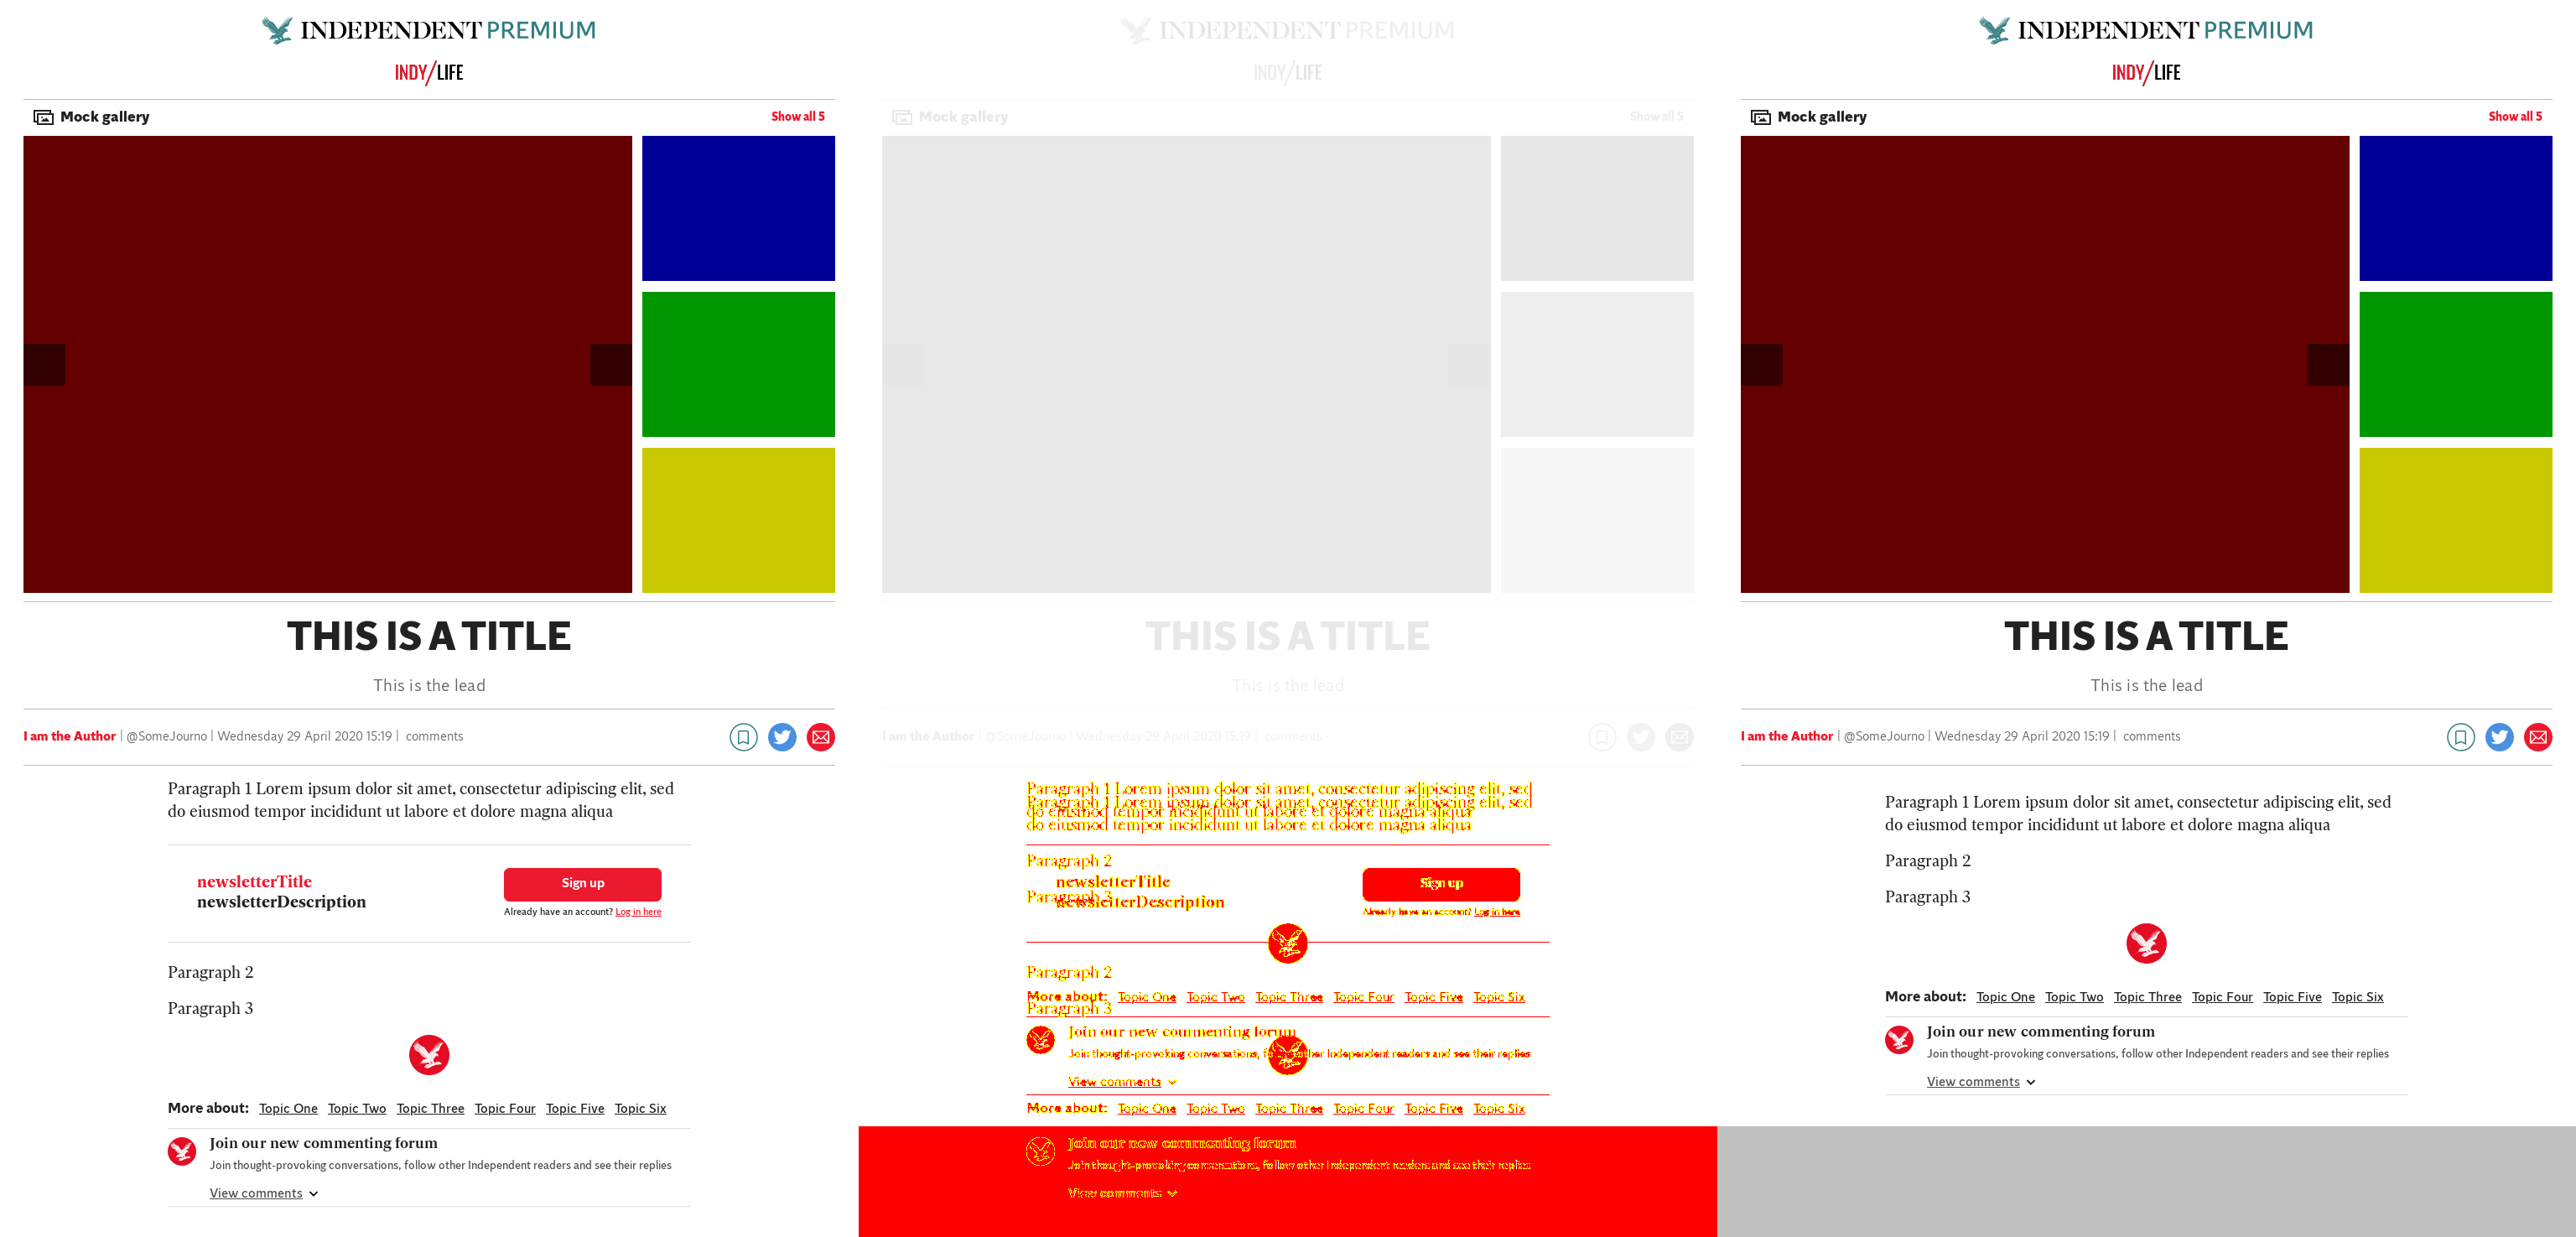 INDEPENDENT PREMIUM
INDY/LIFE
Mock gallery
Show all 5
THIS IS A TITLE
This is the lead
I am the Author | @SomeJourno | Wednesday 29 April 2020 15:19 | comments
Paragraph 1 Lorem ipsum dolor sit amet, consectetur adipiscing elit, sed
do eiusmod tempor incididunt ut labore et dolore magna aliqua
newsletterTitle
newsletterDescription
Sign up
Already have an account? Log in here
Paragraph 2
Paragraph 3
More about: Topic One Topic Two Topic Three Topic Four Topic Five Topic Six
Join our new commenting forum
Join thought-provoking conversations, follow other Independent readers and see their replies
View comments
INDEPENDENT PREMIUM
INDY/LIFE
Mock gallery
Show all 5
THIS IS A TITLE
This is the lead
I am the Author | @SomeJourno | Wednesday 29 April 2020 15:19 | comments
Paragraph 1 Lorem ipsum dolor sit amet, consectetur adipiscing elit, sed
Paragraph 1 Lorem ipsum dolor sit amet, consectetur adipiscing elit, sed
do eiusmod tempor incididunt ut labore et dolore magna aliqua
do eiusmod tempor incididunt ut labore et dolore magna aliqua
Paragraph 2
newsletterTitle
Sign up
Paragraph 3
newsletterDescription
Already have an account? Log in here
Paragraph 2
More about: Topic One Topic Two Topic Three Topic Four Topic Five Topic Six
Paragraph 3
Join our new commenting forum
Join thought-provoking conversations, follow other Independent readers and see their replies
View comments
More about: Topic One Topic Two Topic Three Topic Four Topic Five Topic Six
Join our new commenting forum
Join thought-provoking conversations, follow other Independent readers and see their replies
View comments
INDEPENDENT PREMIUM
INDY/LIFE
Mock gallery
Show all 5
THIS IS A TITLE
This is the lead
I am the Author | @SomeJourno | Wednesday 29 April 2020 15:19 | comments
Paragraph 1 Lorem ipsum dolor sit amet, consectetur adipiscing elit, sed
do eiusmod tempor incididunt ut labore et dolore magna aliqua
Paragraph 2
Paragraph 3
More about: Topic One Topic Two Topic Three Topic Four Topic Five Topic Six
Join our new commenting forum
Join thought-provoking conversations, follow other Independent readers and see their replies
View comments